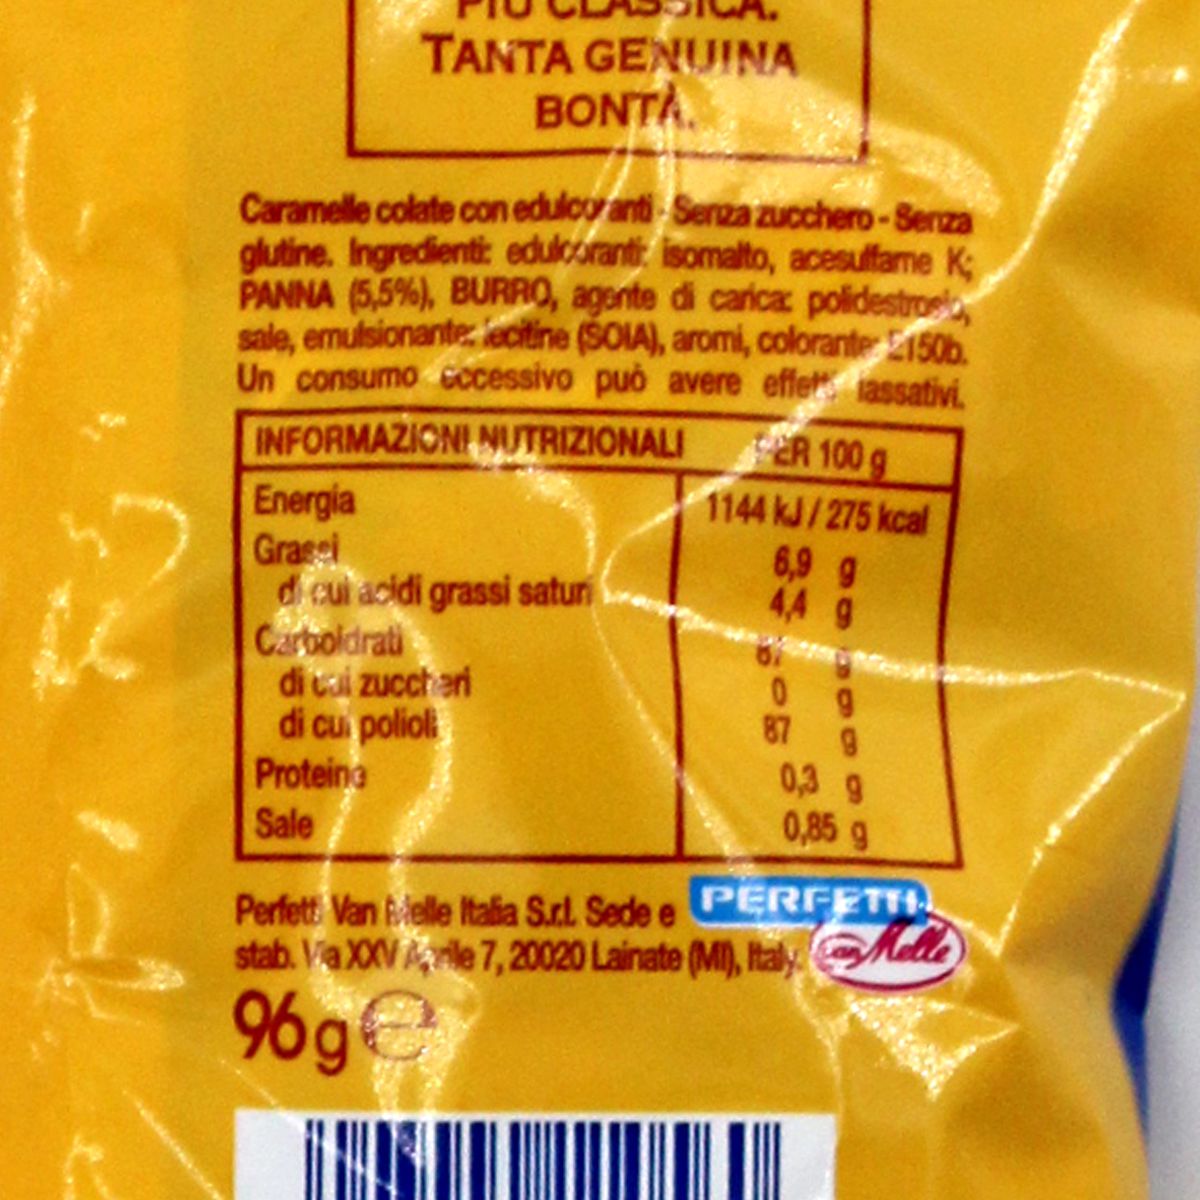 PIÙ CLASSICA.
TANTA GENUINA
BONTÀ.
Caramelle colate con edulcoranti - Senza zucchero - Senza
glutine. Ingredienti: edulcoranti: isomalto, acesulfame K;
PANNA (5,5%), BURRO, agente di carica: polidestrosio,
sale, emulsionante: lecitine (SOIA), aromi, colorante: E150b.
Un consumo eccessivo può avere effetti lassativi.
INFORMAZIONI NUTRIZIONALI PER 100 g
Energia 1144 kJ / 275 kcal
Grassi 6,9 g
di cui acidi grassi saturi 4,4 g
Carboidrati 87 g
di cui zuccheri 0 g
di cui polioli 87 g
Proteine 0,3 g
Sale 0,85 g
Perfetti Van Melle Italia S.r.l. Sede e
stab. Via XXV Aprile 7, 20020 Lainate (MI), Italy.
PERFETTI
van Melle
96 g e